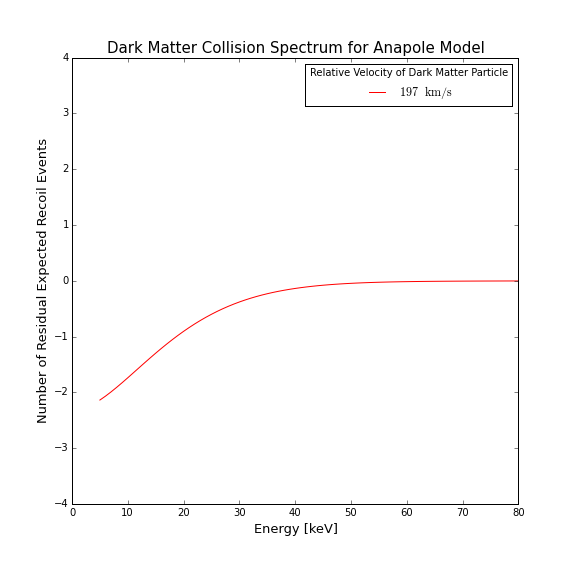 Dark Matter Collision Spectrum for Anapole Model
Relative Velocity of Dark Matter Particle
197 km/s
Number of Residual Expected Recoil Events
4
3
2
1
0
−1
−2
−3
−4
0 10 20 30 40 50 60 70 80
Energy [keV]